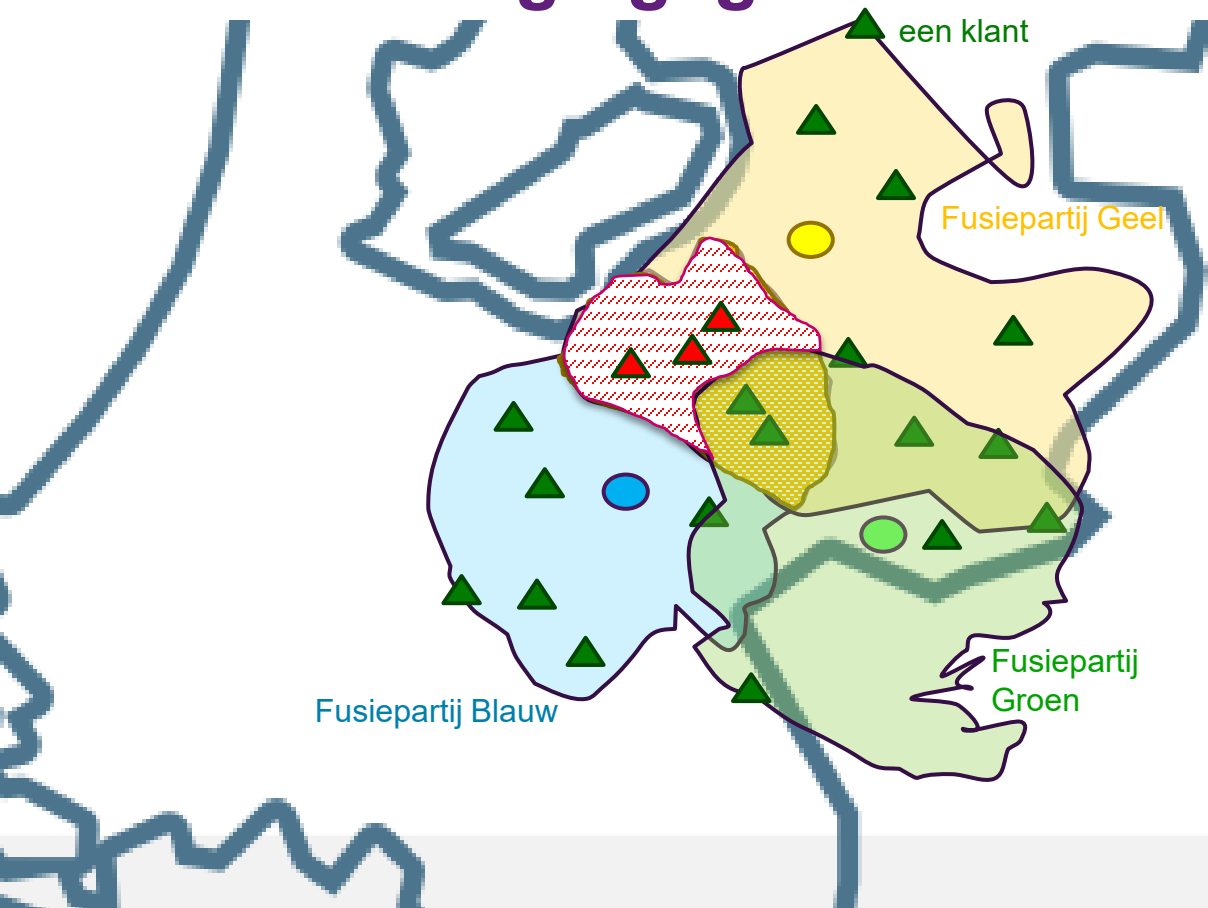 een klant
Fusiepartij Geel
Fusiepartij
Groen
Fusiepartij Blauw